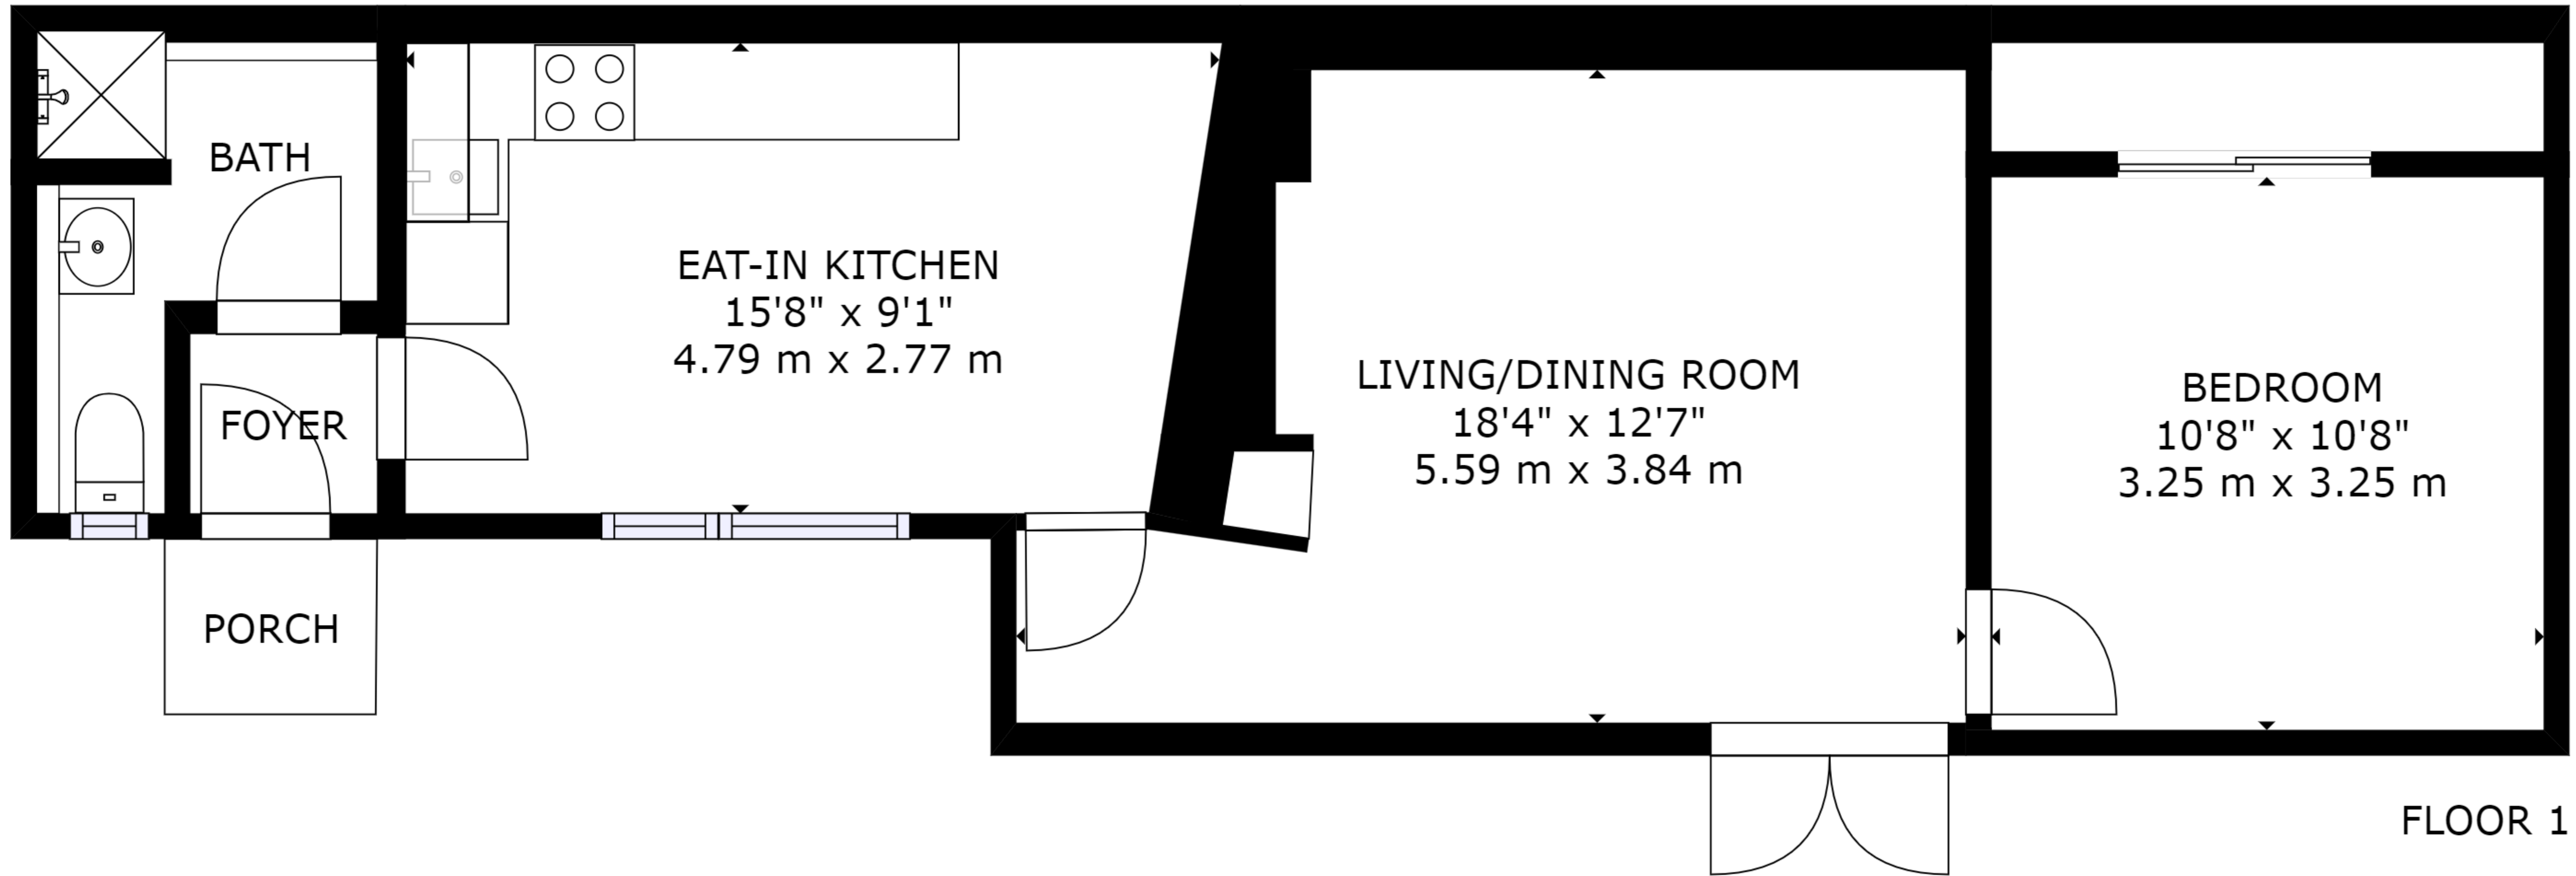 BATH
EAT-IN KITCHEN
15'8" x 9'1"
4.79 m x 2.77 m
FOYER
PORCH
LIVING/DINING ROOM
18'4" x 12'7"
5.59 m x 3.84 m
BEDROOM
10'8" x 10'8"
3.25 m x 3.25 m
FLOOR 1